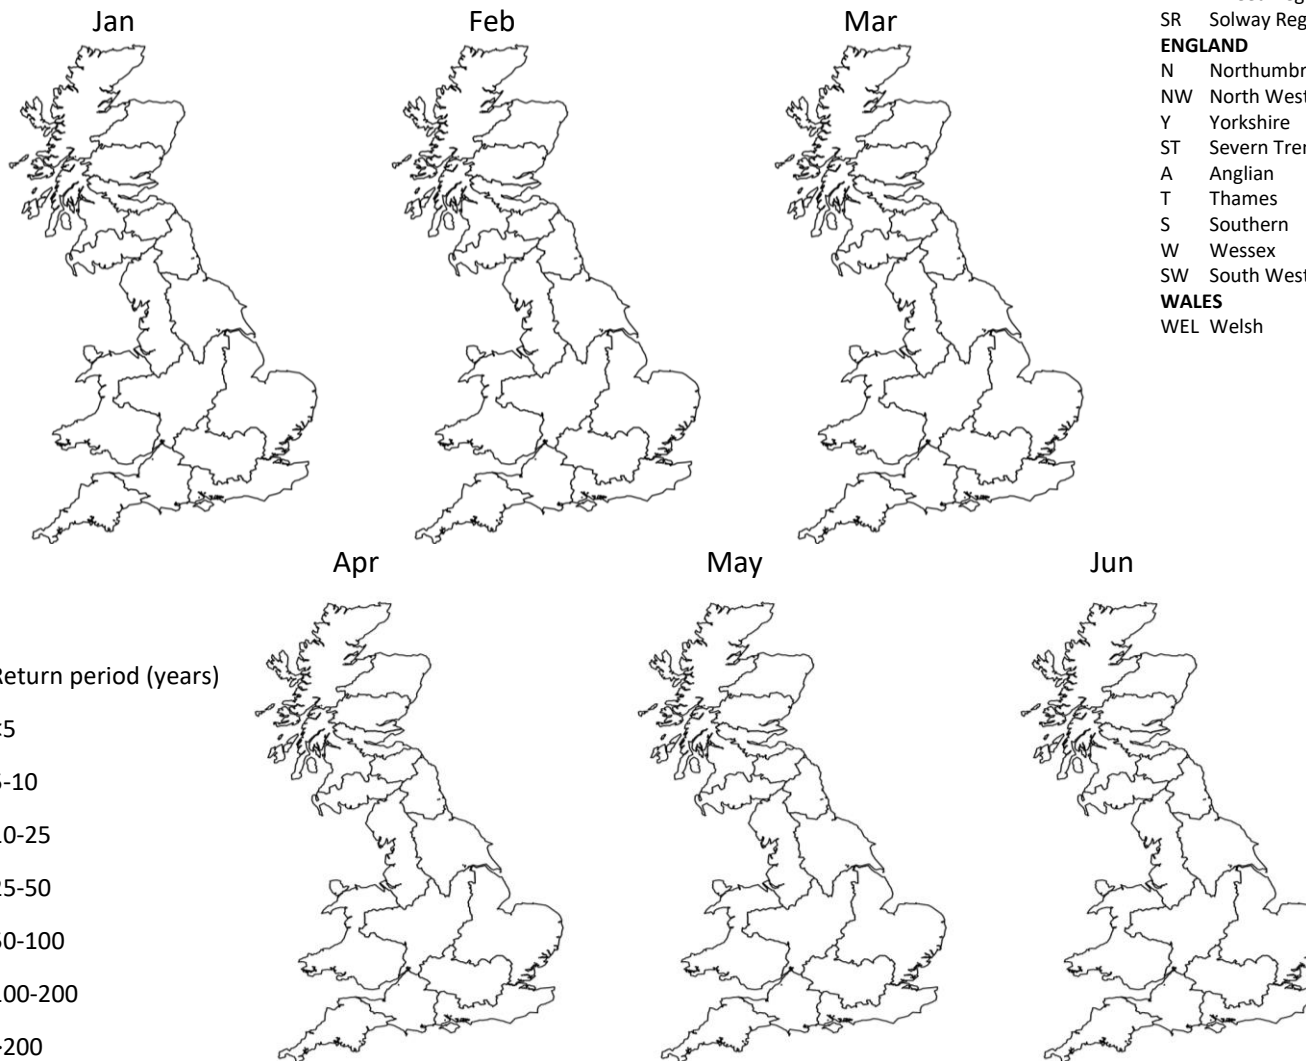 Jan
Feb
Mar
SR Solway Reg
ENGLAND
N Northumbr
NW North West
Y Yorkshire
ST Severn Tren
A Anglian
T Thames
S Southern
W Wessex
SW South West
WALES
WEL Welsh
Apr
May
Jun
Return period (years)
<5
5-10
10-25
25-50
50-100
100-200
>200